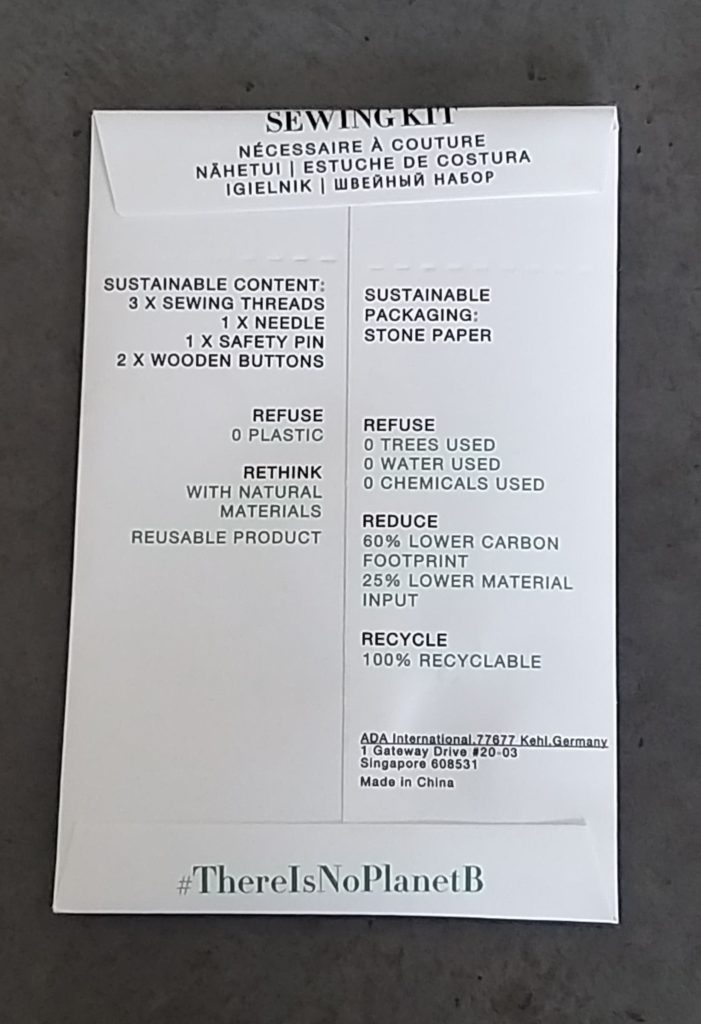 SEWING KIT
NÉCESSAIRE À COUTURE
NÄHETUI | ESTUCHE DE COSTURA
IGIELNIK | ШВЕЙНЫЙ НАБОР
SUSTAINABLE CONTENT:
3 X SEWING THREADS
1 X NEEDLE
1 X SAFETY PIN
2 X WOODEN BUTTONS
REFUSE
0 PLASTIC
RETHINK
WITH NATURAL
MATERIALS
REUSABLE PRODUCT
SUSTAINABLE
PACKAGING:
STONE PAPER
REFUSE
0 TREES USED
0 WATER USED
0 CHEMICALS USED
REDUCE
60% LOWER CARBON
FOOTPRINT
25% LOWER MATERIAL
INPUT
RECYCLE
100% RECYCLABLE
ADA International,77677 Kehl,Germany
1 Gateway Drive #20-03
Singapore 608531
Made in China
#ThereIsNoPlanetB